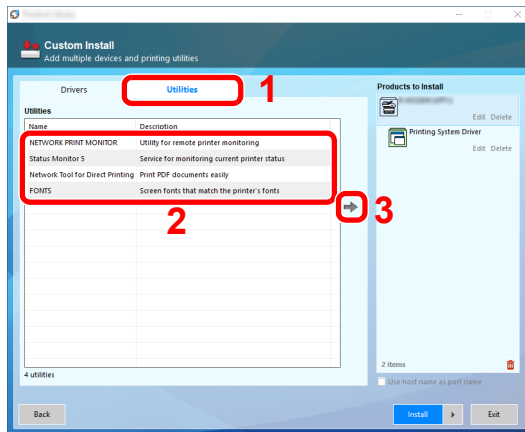 Custom Install
Add multiple devices and printing utilities
Drivers
Utilities
1
Products to Install
Edit Delete
Printing System Driver
Edit Delete
Utilities
Name Description
NETWORK PRINT MONITOR Utility for remote printer monitoring
Status Monitor 5 Service for monitoring current printer status
Network Tool for Direct Printing Print PDF documents easily
FONTS Screen fonts that match the printer's fonts
2
3
4 utilities
2 items
Use host name as port name
Back
Install
Exit